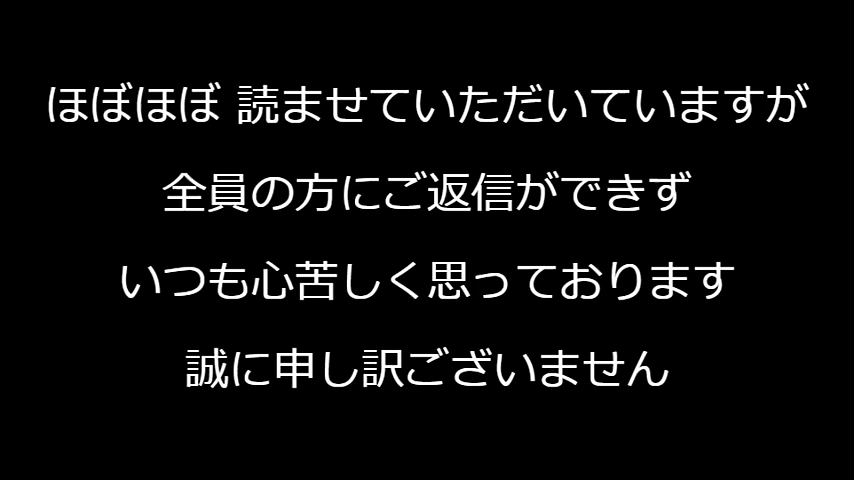 ほぼほぼ 読ませていただいていますが
全員の方にご返信ができず
いつも心苦しく思っております
誠に申し訳ございません